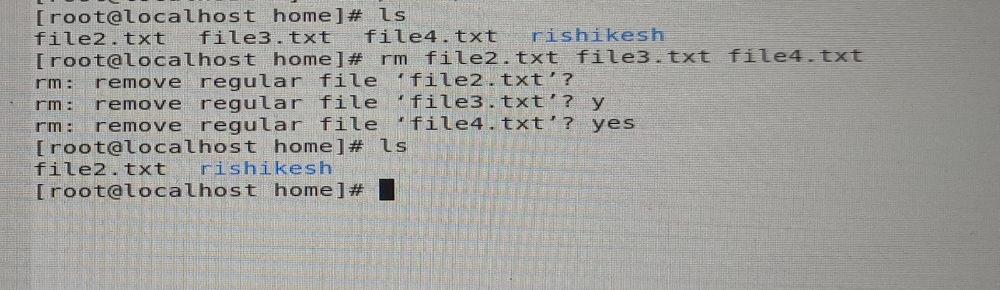 [root@localhost home]# ls
file2.txt  file3.txt  file4.txt  rishikesh
[root@localhost home]# rm file2.txt file3.txt file4.txt
rm: remove regular file ‘file2.txt’?
rm: remove regular file ‘file3.txt’? y
rm: remove regular file ‘file4.txt’? yes
[root@localhost home]# ls
file2.txt  rishikesh
[root@localhost home]#